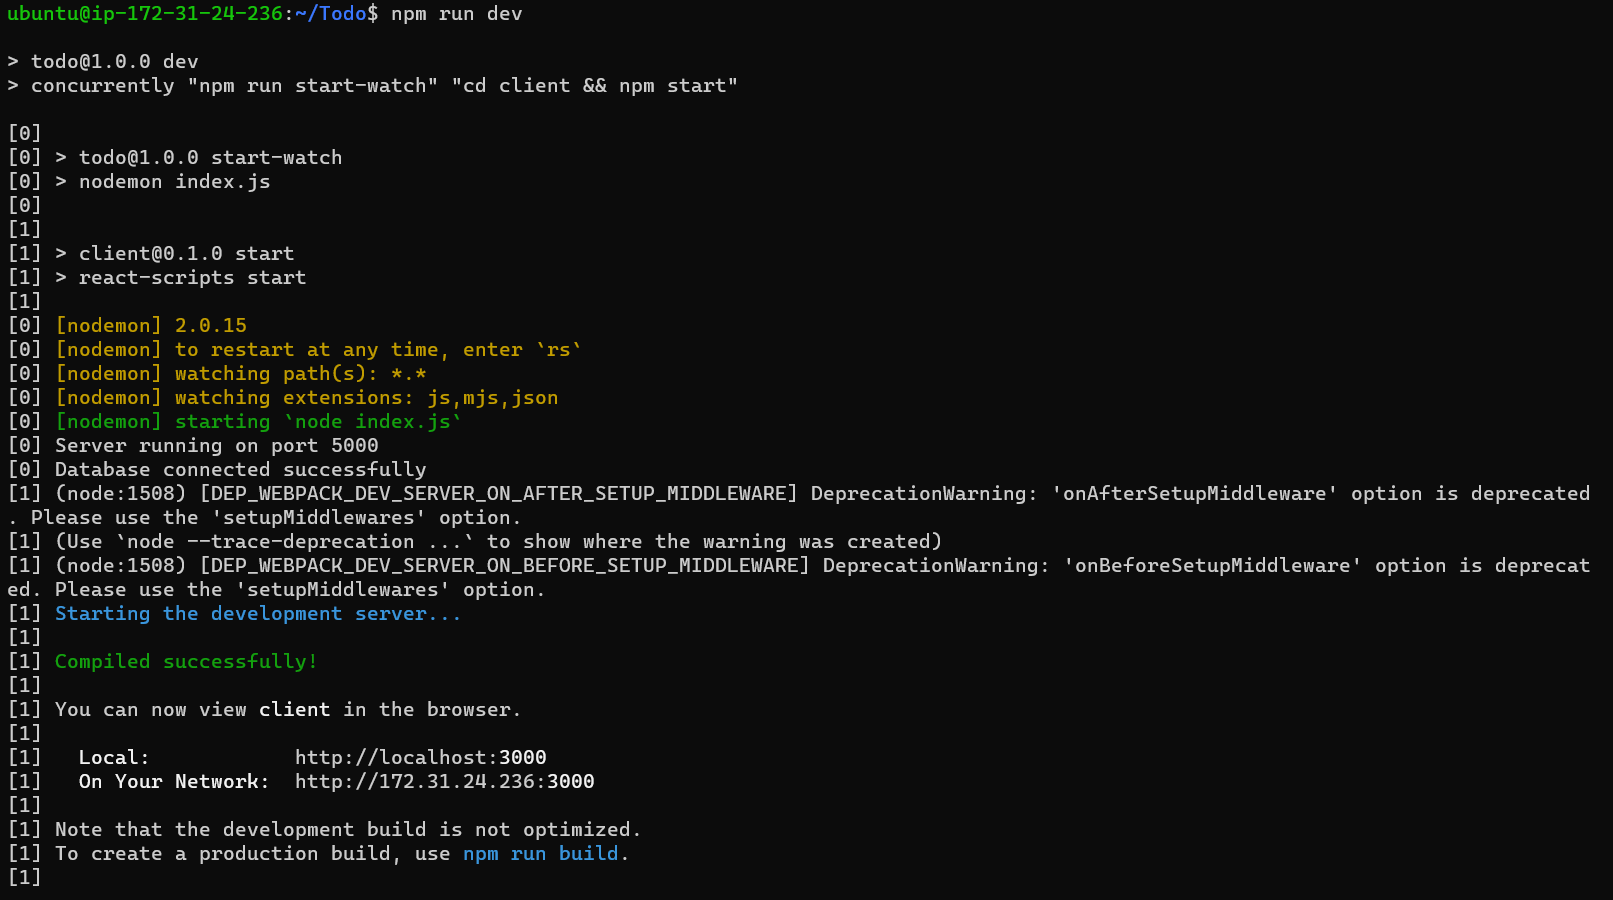 ubuntu@ip-172-31-24-236:~/Todo$ npm run dev

> todo@1.0.0 dev
> concurrently "npm run start-watch" "cd client && npm start"

[0]
[0] > todo@1.0.0 start-watch
[0] > nodemon index.js
[0]
[1]
[1] > client@0.1.0 start
[1] > react-scripts start
[1]
[0] [nodemon] 2.0.15
[0] [nodemon] to restart at any time, enter `rs`
[0] [nodemon] watching path(s): *.*
[0] [nodemon] watching extensions: js,mjs,json
[0] [nodemon] starting `node index.js`
[0] Server running on port 5000
[0] Database connected successfully
[1] (node:1508) [DEP_WEBPACK_DEV_SERVER_ON_AFTER_SETUP_MIDDLEWARE] DeprecationWarning: 'onAfterSetupMiddleware' option is deprecated
. Please use the 'setupMiddlewares' option.
[1] (Use `node --trace-deprecation ...` to show where the warning was created)
[1] (node:1508) [DEP_WEBPACK_DEV_SERVER_ON_BEFORE_SETUP_MIDDLEWARE] DeprecationWarning: 'onBeforeSetupMiddleware' option is deprecat
ed. Please use the 'setupMiddlewares' option.
[1] Starting the development server...
[1]
[1] Compiled successfully!
[1]
[1] You can now view client in the browser.
[1]
[1]   Local:            http://localhost:3000
[1]   On Your Network:  http://172.31.24.236:3000
[1]
[1] Note that the development build is not optimized.
[1] To create a production build, use npm run build.
[1]